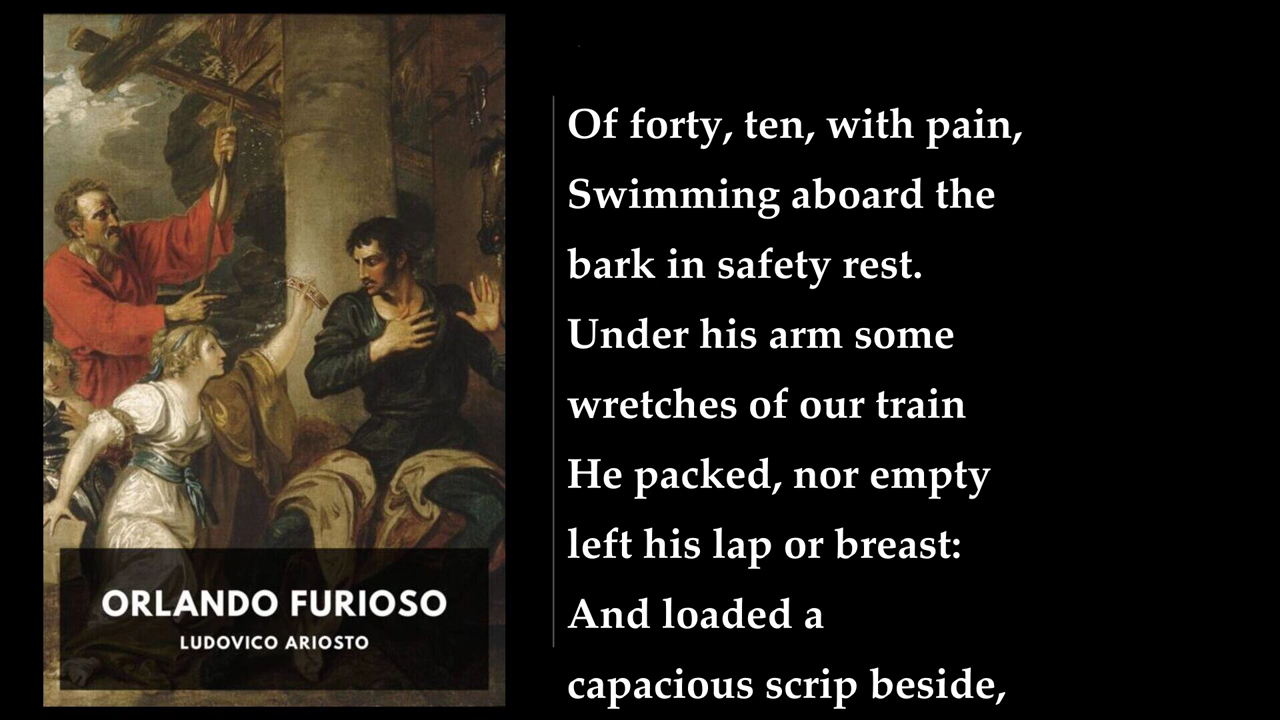 ORLANDO FURIOSO
LUDOVICO ARIOSTO
Of forty, ten, with pain,
Swimming aboard the
bark in safety rest.
Under his arm some
wretches of our train
He packed, nor empty
left his lap or breast:
And loaded a
capacious scrip beside,